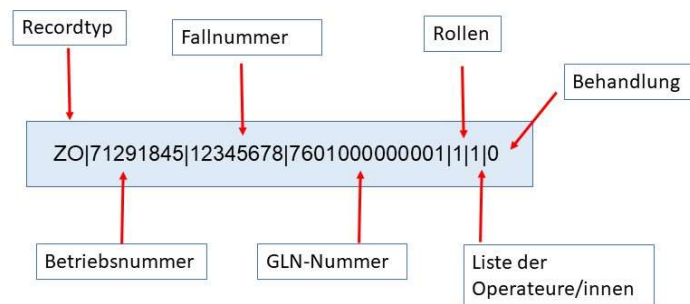 Recordtyp
Fallnummer
Rollen
Behandlung
ZO|71291845|12345678|7601000000001|1|1|0
Betriebsnummer
GLN-Nummer
Liste der
Operateure/innen